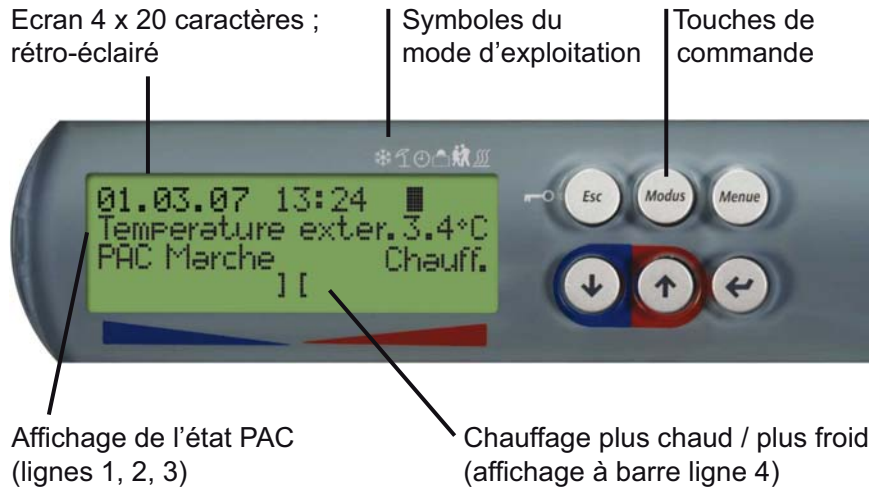 Ecran 4 x 20 caractères ;
rétro-éclairé
Symboles du
mode d'exploitation
Touches de
commande
01.03.07 13:24
Temperature exter. 3.4°C
PAC Marche Chauff.
] [
Esc Modus Menue
Affichage de l'état PAC
(lignes 1, 2, 3)
Chauffage plus chaud / plus froid
(affichage à barre ligne 4)